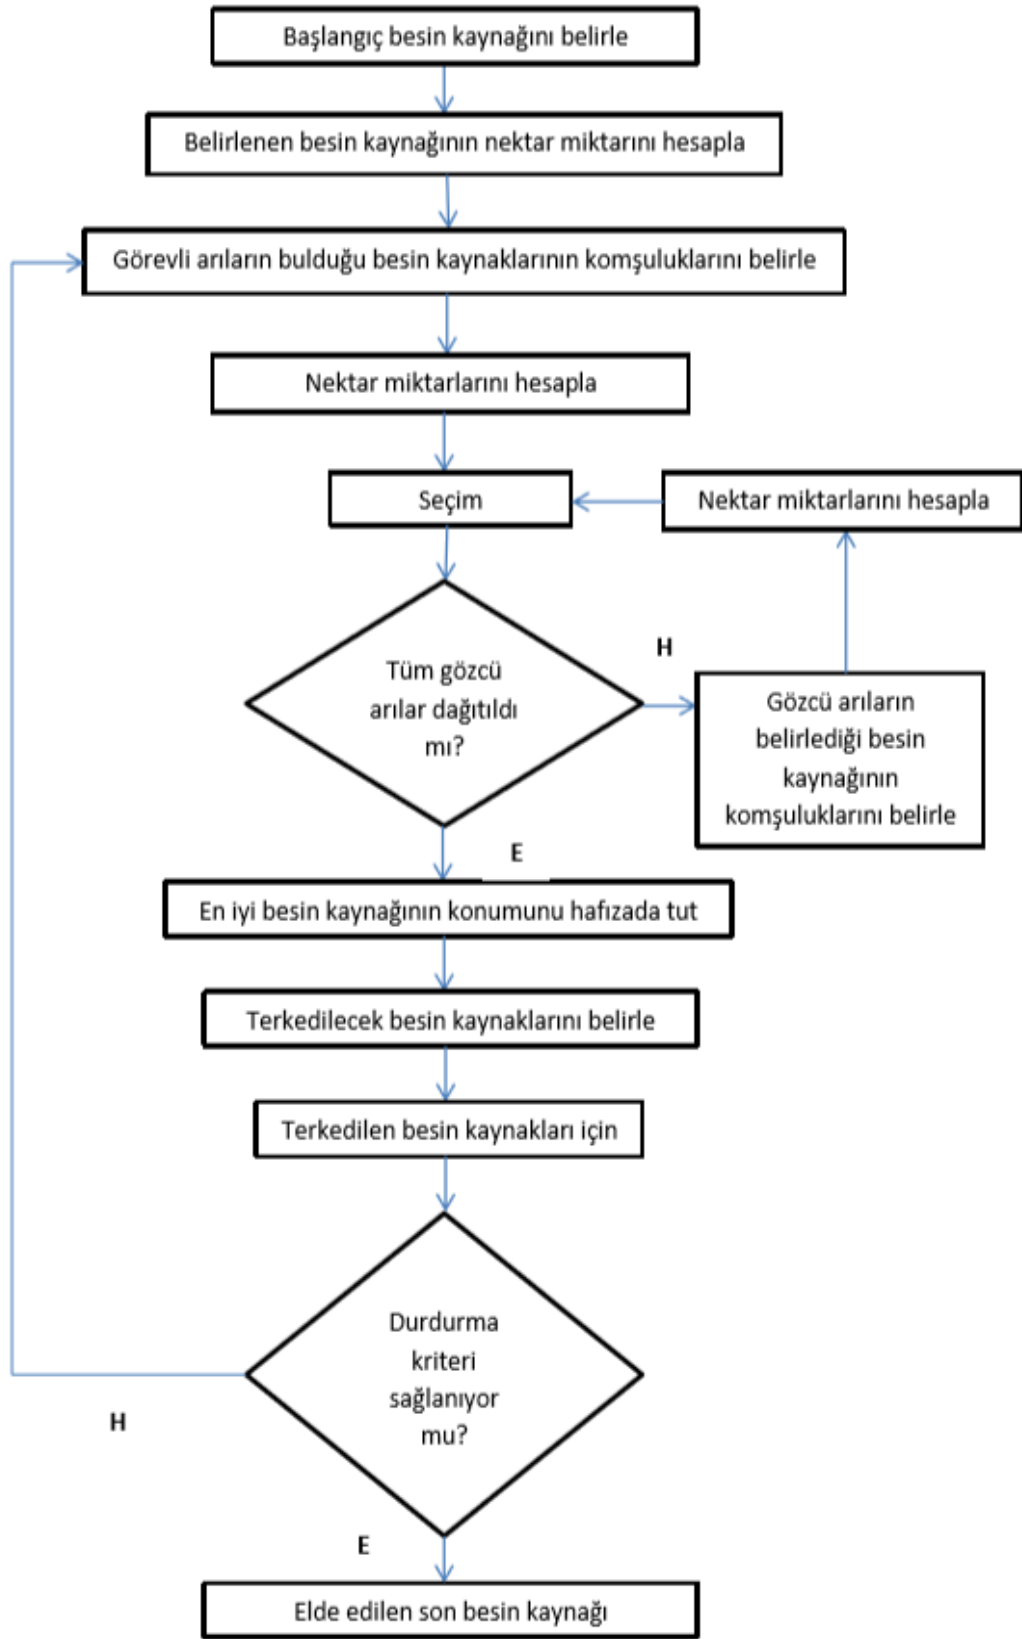 Başlangıç besin kaynağını belirle
Belirlenen besin kaynağının nektar miktarını hesapla
Görevli arıların bulduğu besin kaynaklarının komşuluklarını belirle
Nektar miktarlarını hesapla
Seçim
Nektar miktarlarını hesapla
Tüm gözcü
arılar dağıtıldı
mı?
H
Gözcü arıların
belirlediği besin
kaynağının
komşuluklarını belirle
E
En iyi besin kaynağının konumunu hafızada tut
Terkedilecek besin kaynaklarını belirle
Terkedilen besin kaynakları için
Durdurma
kriteri
sağlanıyor
mu?
H
E
Elde edilen son besin kaynağı